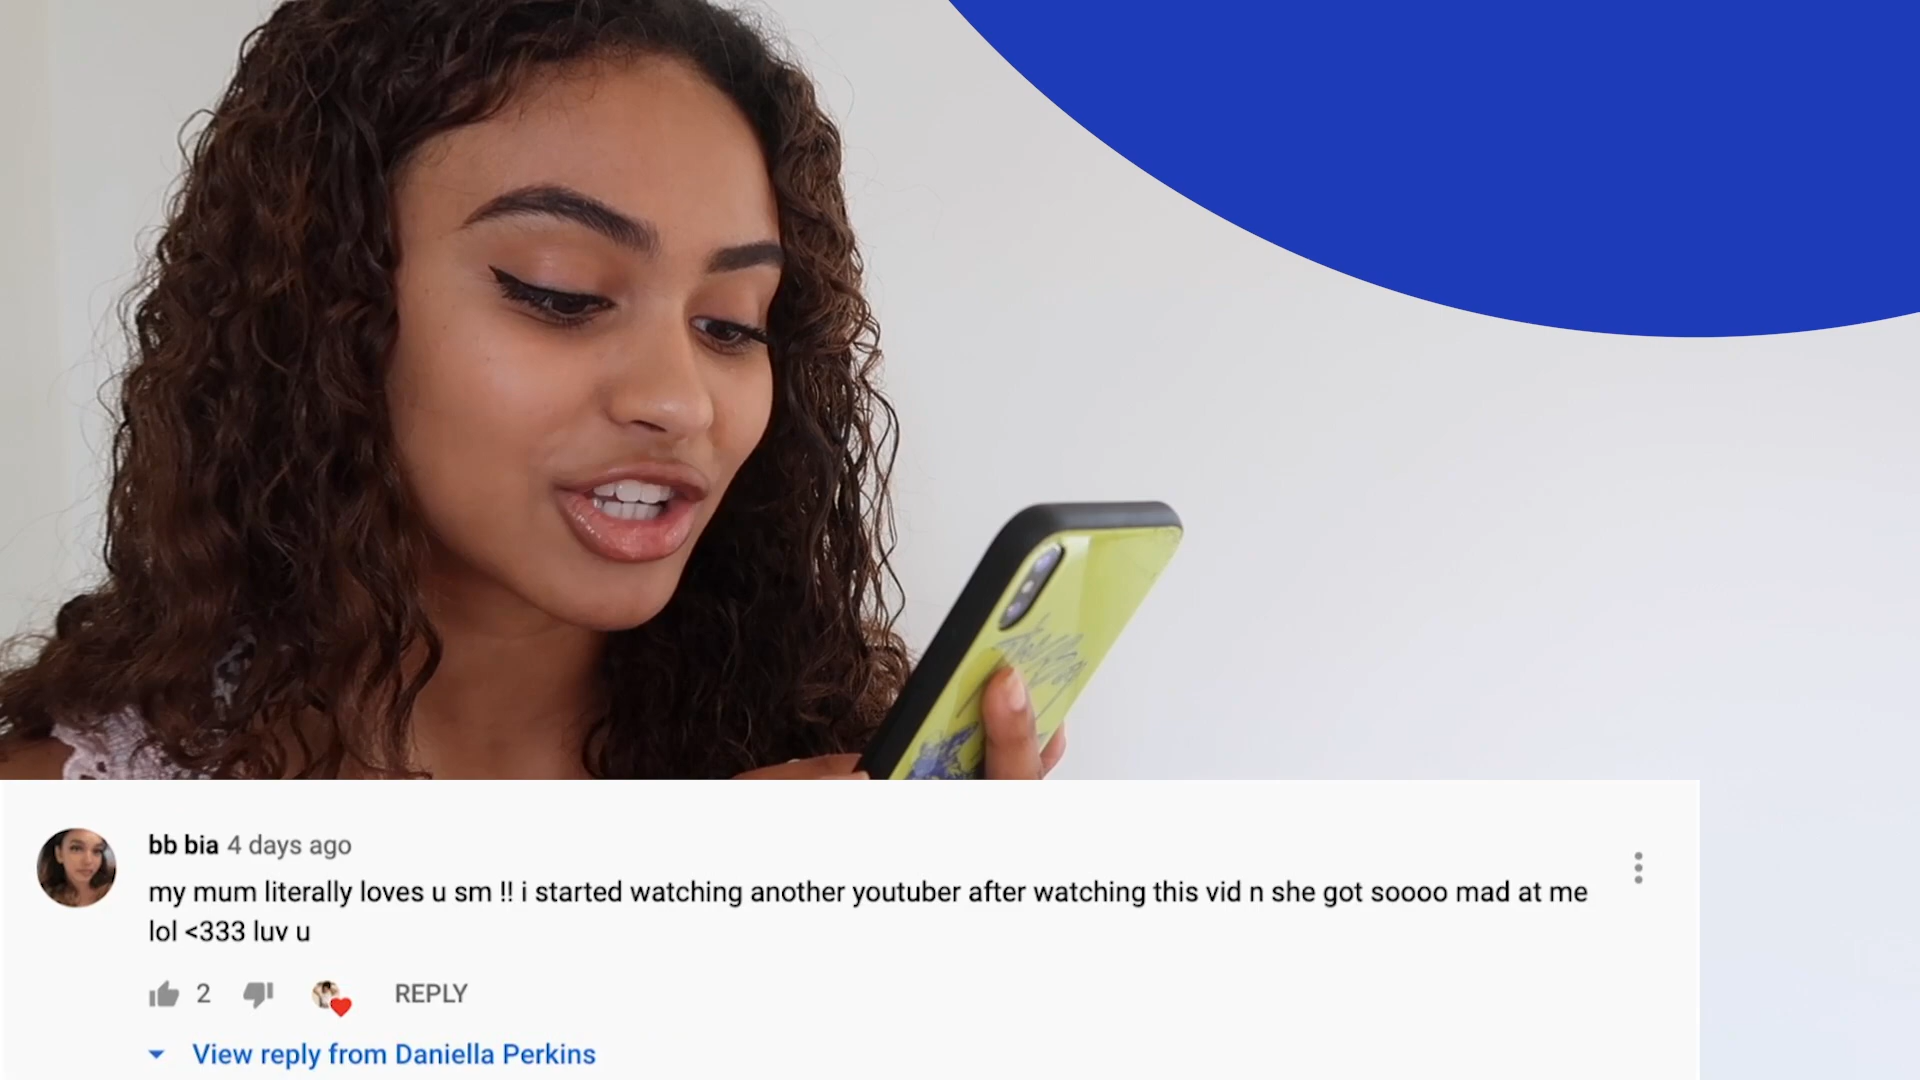 bb bia 4 days ago
my mum literally loves u sm !! i started watching another youtuber after watching this vid n she got soooo mad at me
lol <333 luv u
2 REPLY
View reply from Daniella Perkins